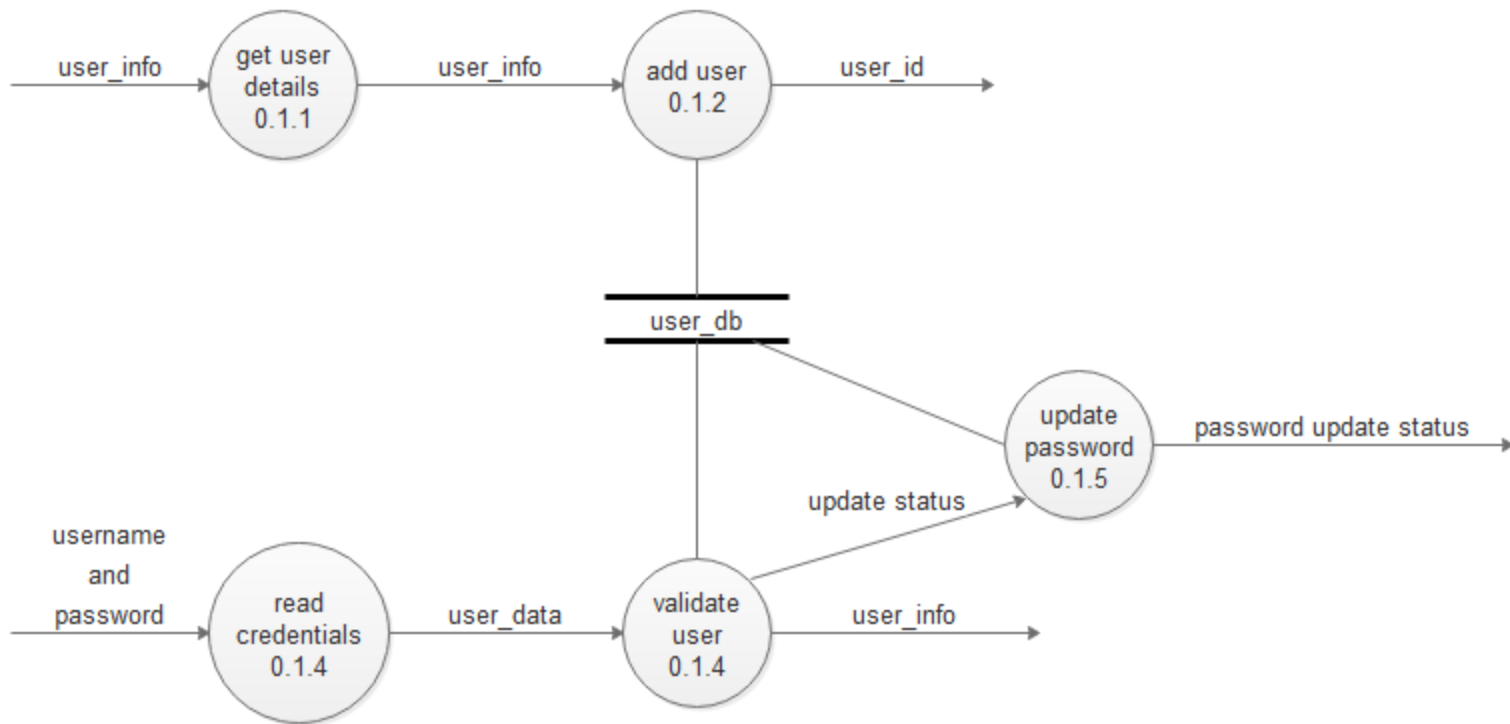 user_info
get user
details
0.1.1
user_info
add user
0.1.2
user_id
user_db
update
password
0.1.5
password update status
update status
username
and
password
read
credentials
0.1.4
user_data
validate
user
0.1.4
user_info